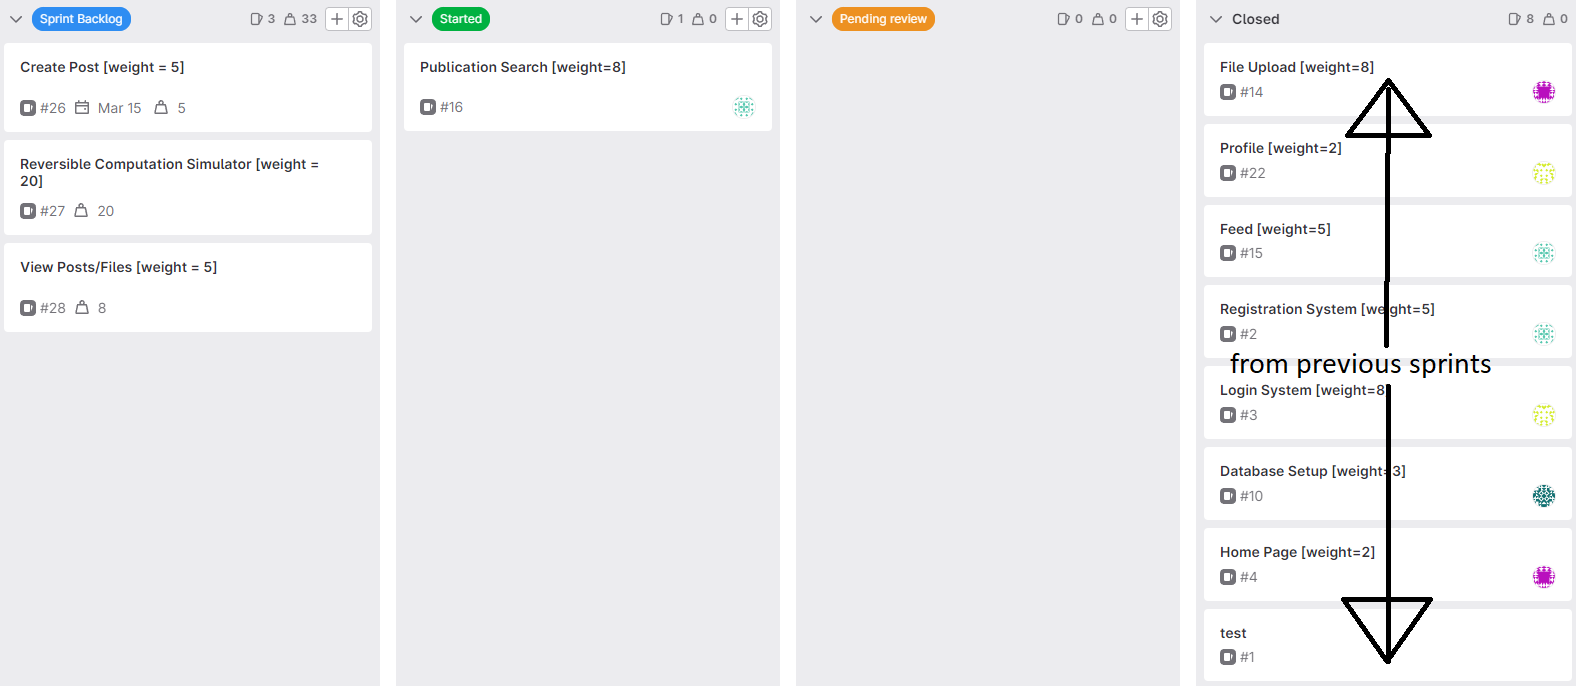 Sprint Backlog 3 33
Create Post [weight = 5]
#26 Mar 15 5
Reversible Computation Simulator [weight =
20]
#27 20
View Posts/Files [weight = 5]
#28 8
Started 1 0
Publication Search [weight=8]
#16
Pending review 0 0
Closed 8 0
File Upload [weight=8]
#14
Profile [weight=2]
#22
Feed [weight=5]
#15
Registration System [weight=5]
#2
from previous sprints
Login System [weight=8]
#3
Database Setup [weight=3]
#10
Home Page [weight=2]
#4
test
#1